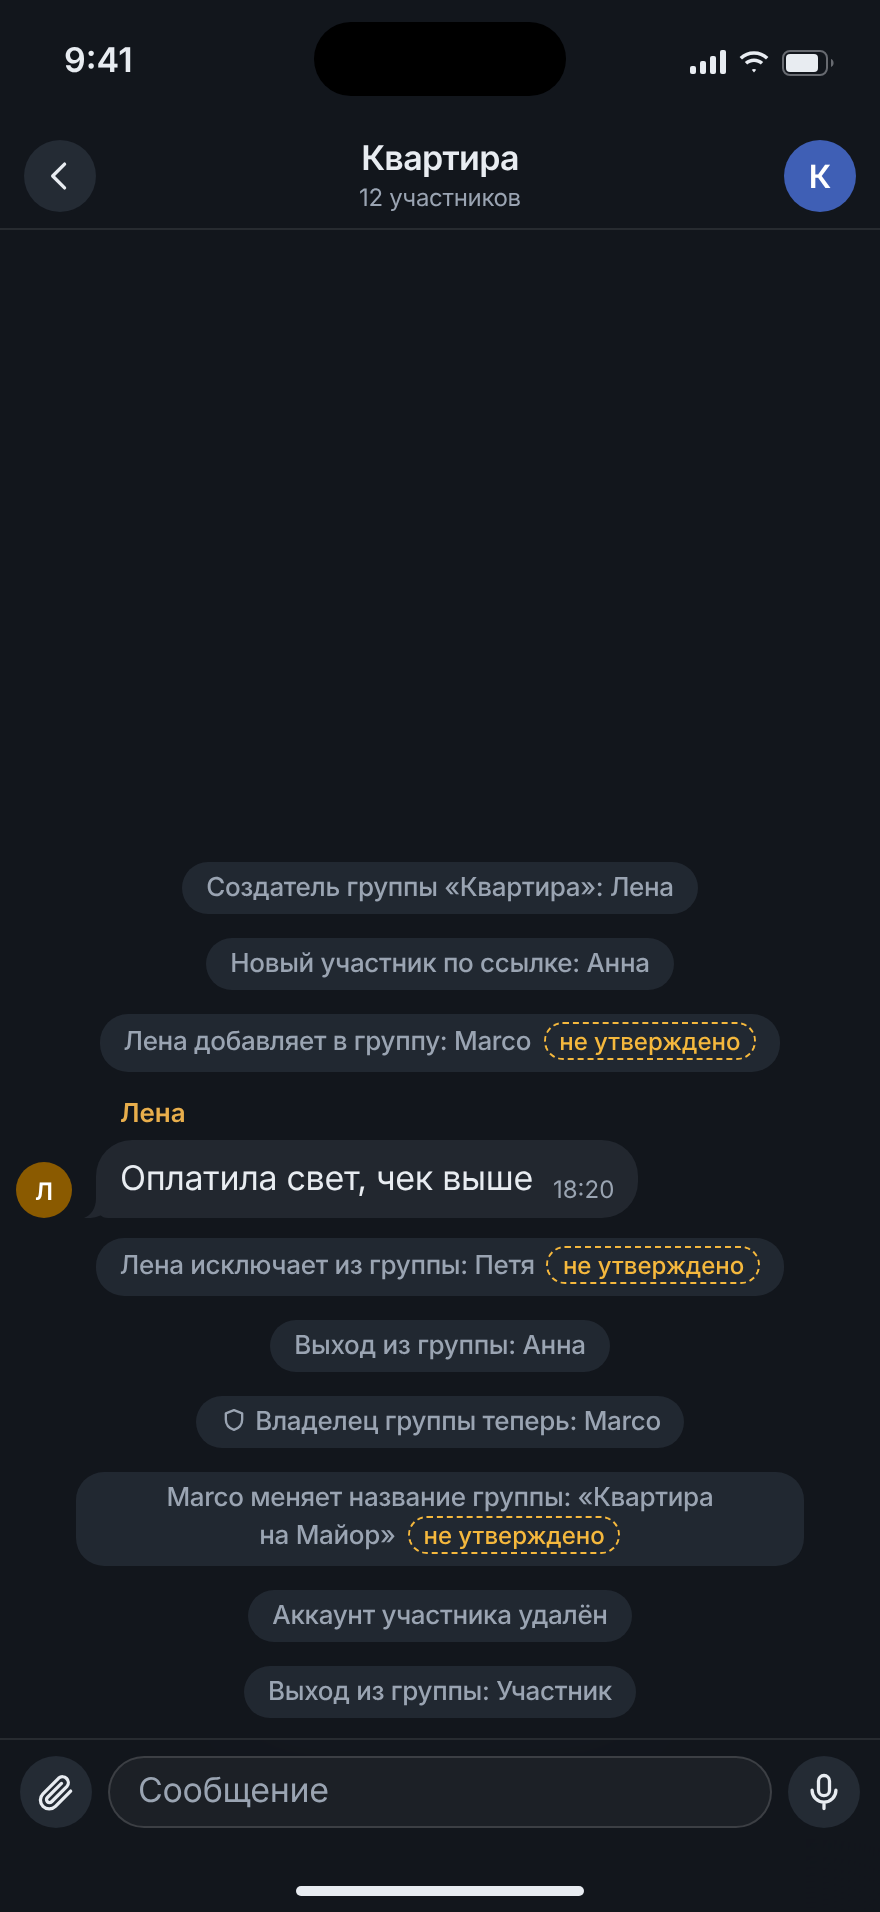 9:41
Квартира
12 участников
К
Создатель группы «Квартира»: Лена
Новый участник по ссылке: Анна
Лена добавляет в группу: Marco не утверждено
Лена
Л
Оплатила свет, чек выше 18:20
Лена исключает из группы: Петя не утверждено
Выход из группы: Анна
Владелец группы теперь: Marco
Marco меняет название группы: «Квартира
на Майор» не утверждено
Аккаунт участника удалён
Выход из группы: Участник
Сообщение